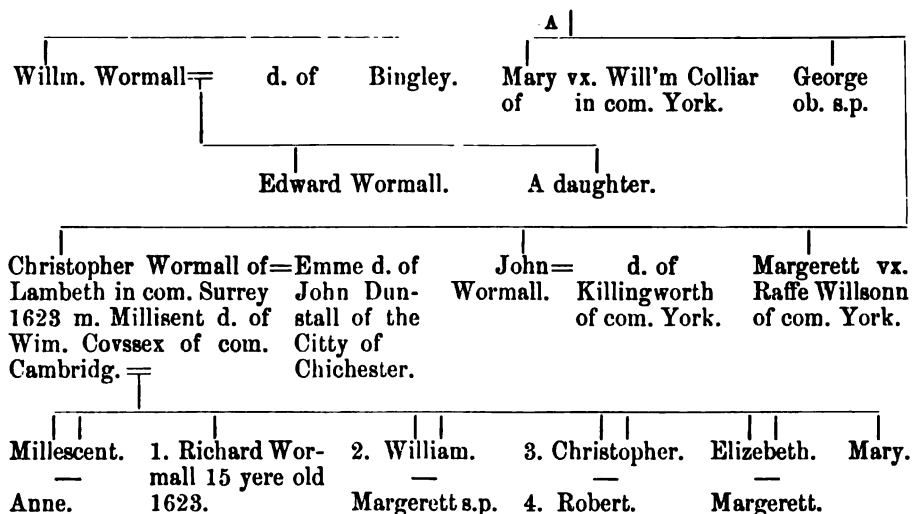 A
Willm. Wormall= d. of Bingley.
Mary vx. Will'm Colliar
of in com. York.
George
ob. s.p.
Edward Wormall.
A daughter.
Christopher Wormall of=Emme d. of
Lambeth in com. Surrey John Dun-
1623 m. Millisent d. of stall of the
Wim. Covssex of com. Citty of
Cambridg. = Chichester.
John= d. of
Wormall. Killingworth
of com. York.
Margerett vx.
Raffe Willsonn
of com. York.
Millescent.
—
Anne.
1. Richard Wor-
mall 15 yere old
1623.
2. William.
—
Margerett s.p.
3. Christopher.
—
4. Robert.
Elizebeth.
—
Margerett.
Mary.